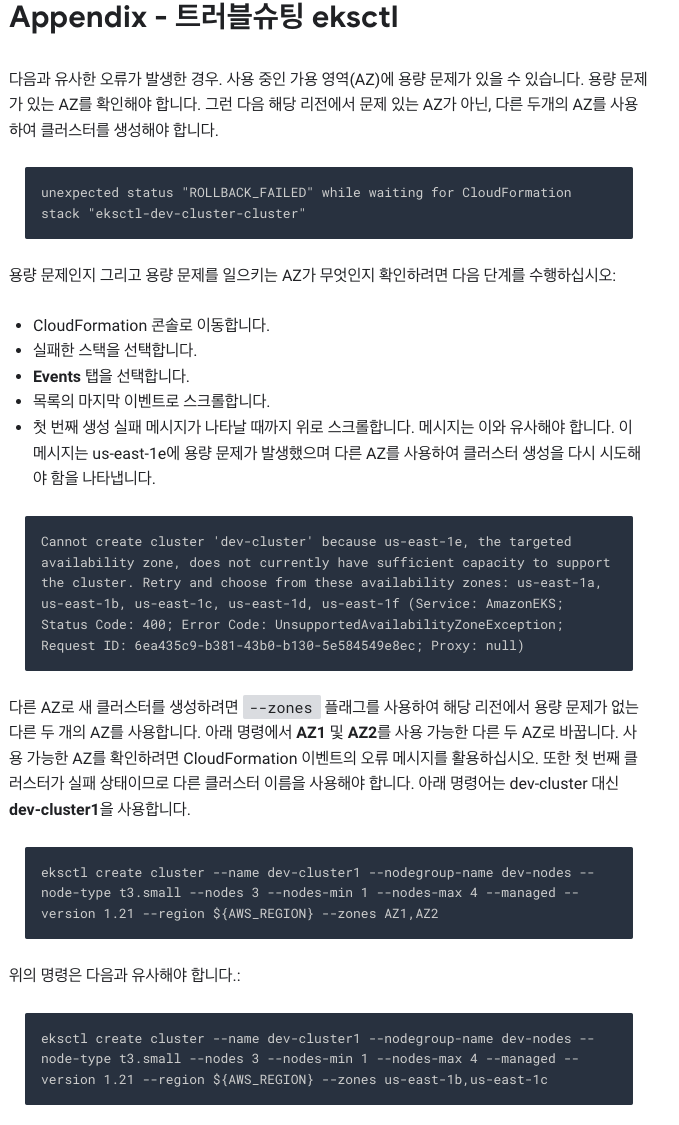 Appendix - 트러블슈팅 eksctl
다음과 유사한 오류가 발생한 경우. 사용 중인 가용 영역(AZ)에 용량 문제가 있을 수 있습니다. 용량 문제
가 있는 AZ를 확인해야 합니다. 그런 다음 해당 리전에서 문제 있는 AZ가 아닌, 다른 두개의 AZ를 사용
하여 클러스터를 생성해야 합니다.
unexpected status "ROLLBACK_FAILED" while waiting for CloudFormation
stack "eksctl-dev-cluster-cluster"
용량 문제인지 그리고 용량 문제를 일으키는 AZ가 무엇인지 확인하려면 다음 단계를 수행하십시오:
• CloudFormation 콘솔로 이동합니다.
• 실패한 스택을 선택합니다.
• Events 탭을 선택합니다.
• 목록의 마지막 이벤트로 스크롤합니다.
• 첫 번째 생성 실패 메시지가 나타날 때까지 위로 스크롤합니다. 메시지는 이와 유사해야 합니다. 이
메시지는 us-east-1e에 용량 문제가 발생했으며 다른 AZ를 사용하여 클러스터 생성을 다시 시도해
야 함을 나타냅니다.
Cannot create cluster 'dev-cluster' because us-east-1e, the targeted
availability zone, does not currently have sufficient capacity to support
the cluster. Retry and choose from these availability zones: us-east-1a,
us-east-1b, us-east-1c, us-east-1d, us-east-1f (Service: AmazonEKS;
Status Code: 400; Error Code: UnsupportedAvailabilityZoneException;
Request ID: 6ea435c9-b381-43b0-b130-5e584549e8ec; Proxy: null)
다른 AZ로 새 클러스터를 생성하려면 --zones 플래그를 사용하여 해당 리전에서 용량 문제가 없는
다른 두 개의 AZ를 사용합니다. 아래 명령에서 AZ1 및 AZ2를 사용 가능한 다른 두 AZ로 바꿉니다. 사
용 가능한 AZ를 확인하려면 CloudFormation 이벤트의 오류 메시지를 활용하십시오. 또한 첫 번째 클
러스터가 실패 상태이므로 다른 클러스터 이름을 사용해야 합니다. 아래 명령어는 dev-cluster 대신
dev-cluster1을 사용합니다.
eksctl create cluster --name dev-cluster1 --nodegroup-name dev-nodes --
node-type t3.small --nodes 3 --nodes-min 1 --nodes-max 4 --managed --
version 1.21 --region ${AWS_REGION} --zones AZ1,AZ2
위의 명령은 다음과 유사해야 합니다.:
eksctl create cluster --name dev-cluster1 --nodegroup-name dev-nodes --
node-type t3.small --nodes 3 --nodes-min 1 --nodes-max 4 --managed --
version 1.21 --region ${AWS_REGION} --zones us-east-1b,us-east-1c